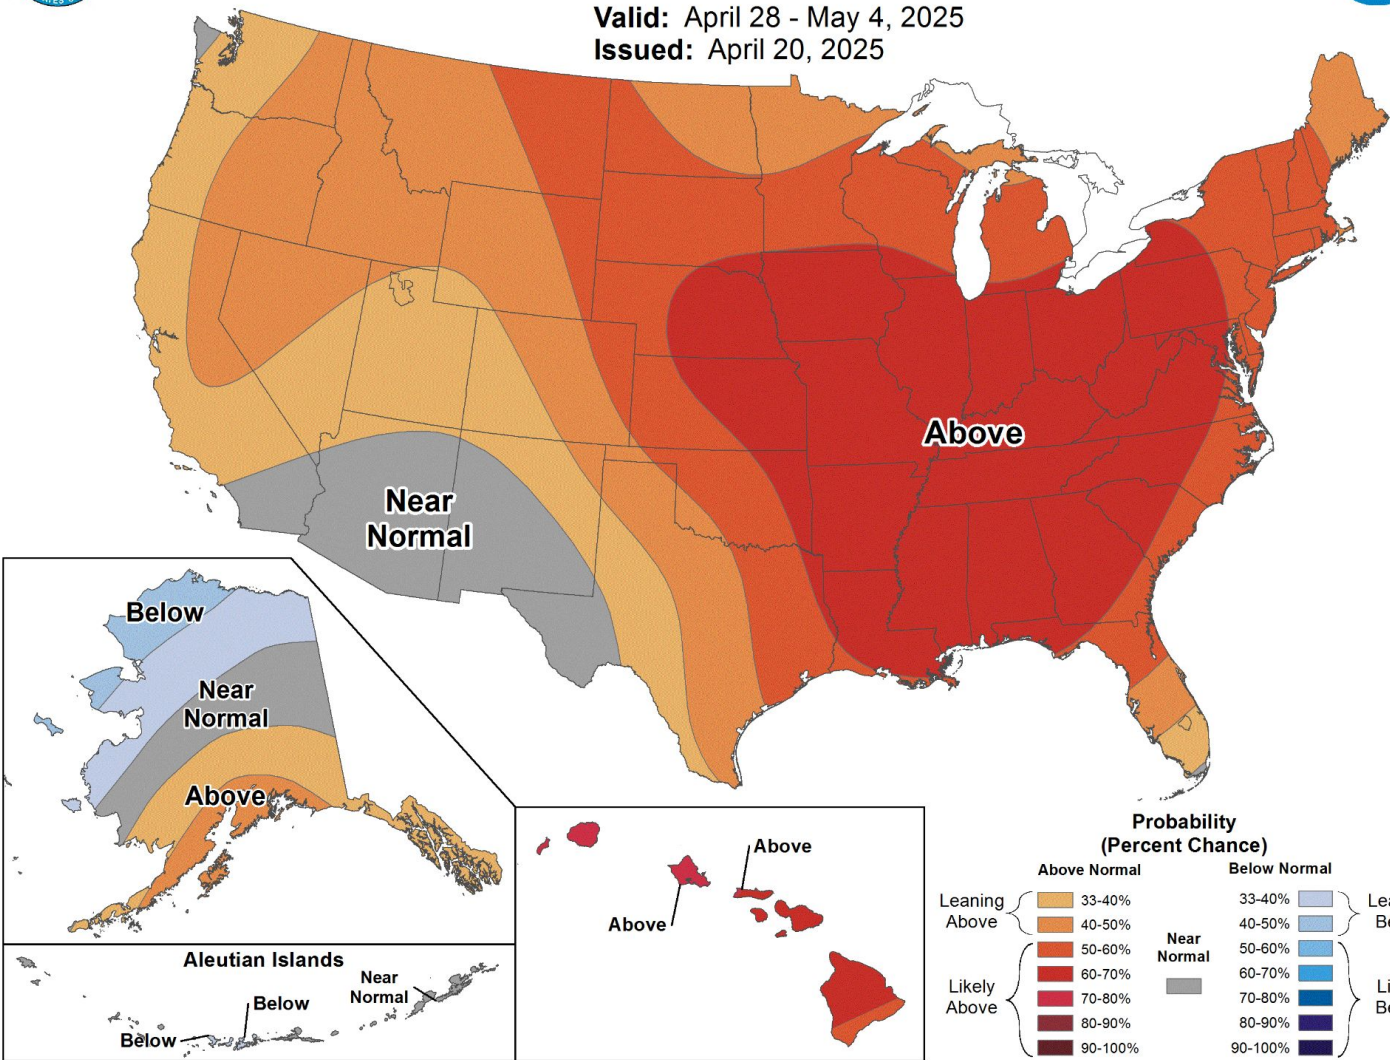 Valid: April 28 - May 4, 2025
Issued: April 20, 2025
Above
Near
Normal
Below
Near
Normal
Above
Aleutian Islands
Near
Normal
Below
Below
Above
Above
Probability
(Percent Chance)
Above Normal
Below Normal
Leaning
Above
33-40%
40-50%
Likely
Above
50-60%
60-70%
70-80%
80-90%
90-100%
Near
Normal
33-40%
40-50%
50-60%
60-70%
70-80%
80-90%
90-100%